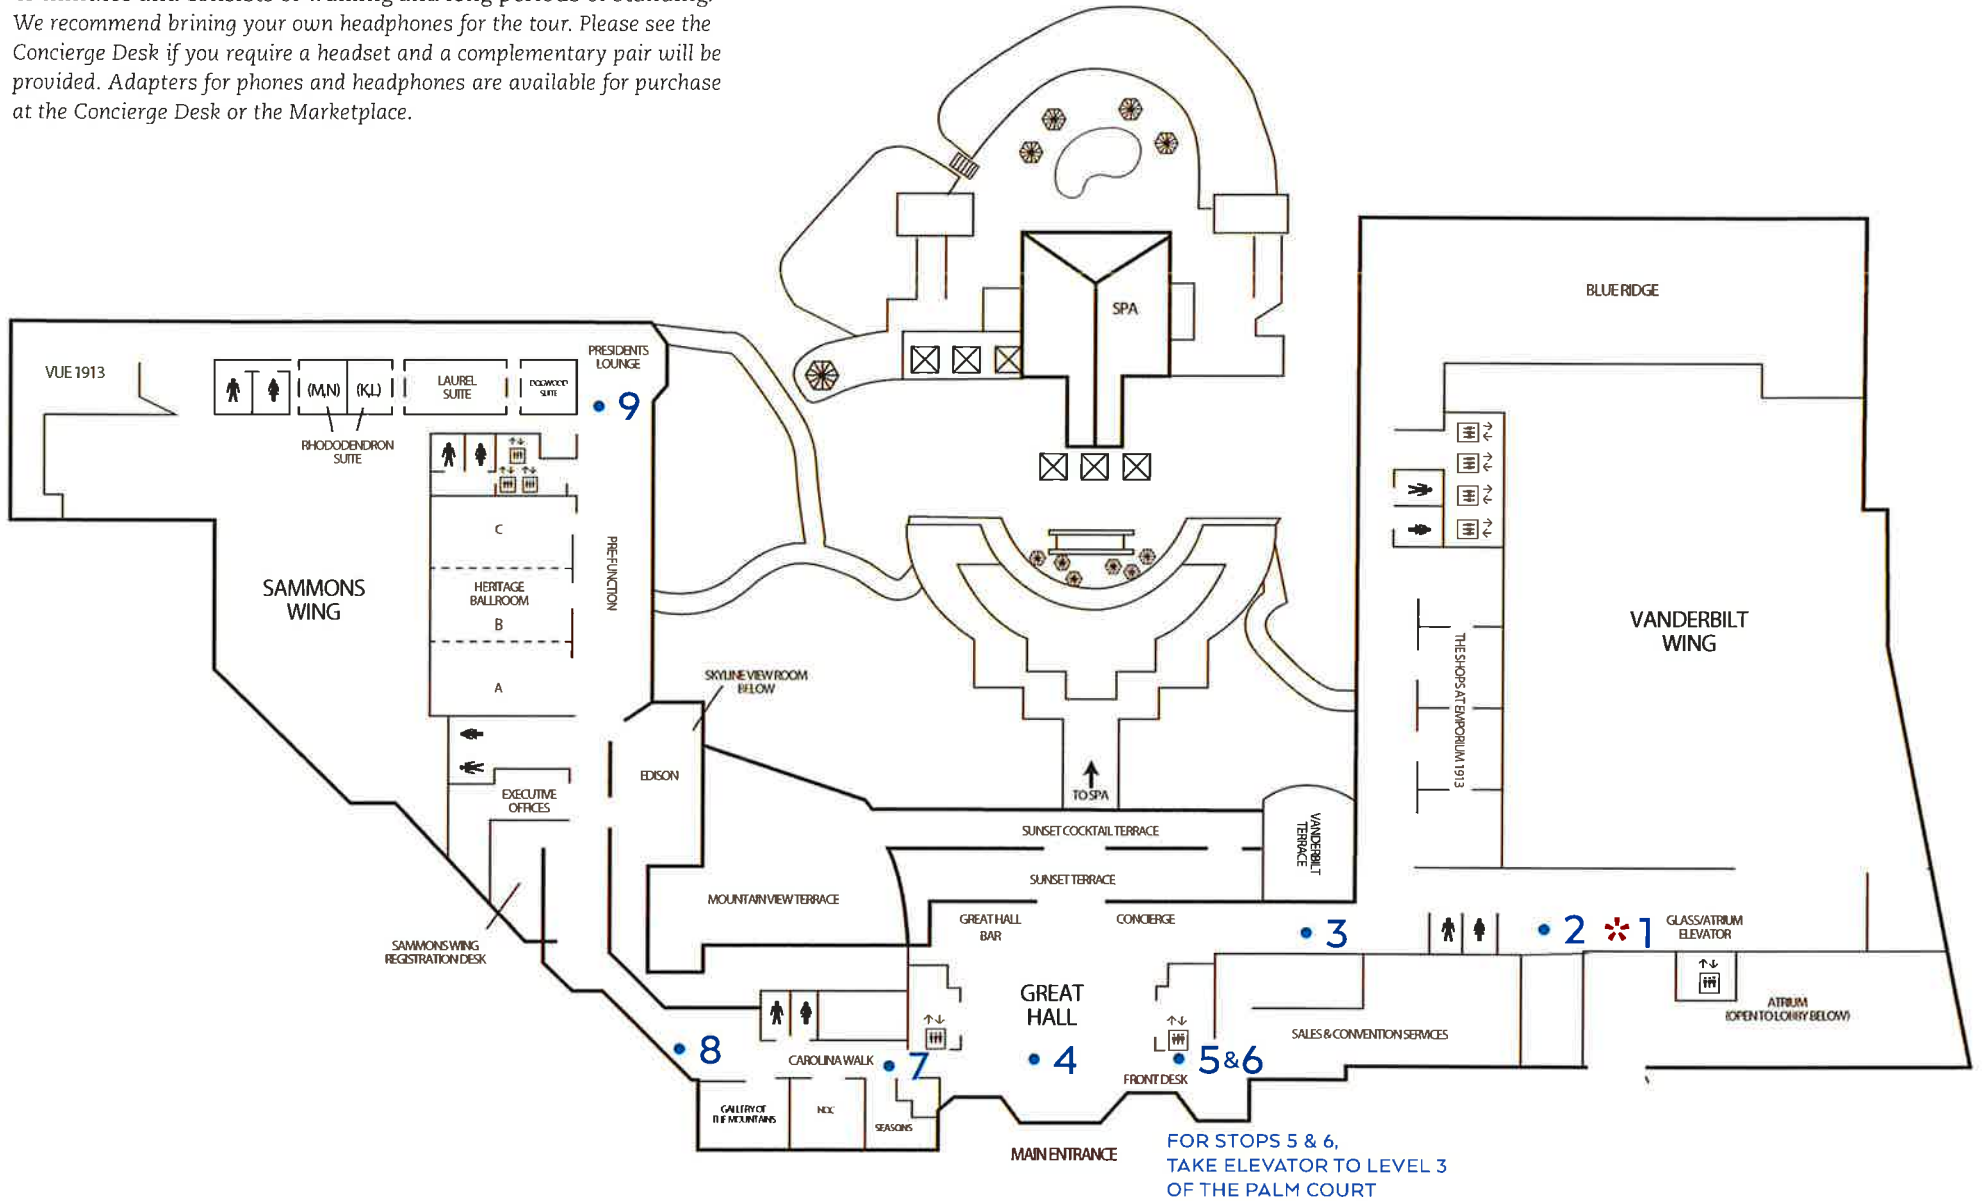 We recommend brining your own headphones for the tour. Please see the
Concierge Desk if you require a headset and a complementary pair will be
provided. Adapters for phones and headphones are available for purchase
at the Concierge Desk or the Marketplace.
SPA
BLUE RIDGE
VUE 1913
(M,N)
(K,L)
LAUREL
SUITE
DOGWOOD
SUITE
PRESIDENTS
LOUNGE
9
RHODODENDRON
SUITE
C
HERITAGE
BALLROOM
B
A
PRE-FUNCTION
SAMMONS
WING
VANDERBILT
WING
THE SHOPS AT EMPORIUM 1913
SKYLINE VIEW ROOM
BELOW
EDISON
EXECUTIVE
OFFICES
TO SPA
SUNSET COCKTAIL TERRACE
VANDERBILT
TERRACE
SUNSET TERRACE
MOUNTAIN VIEW TERRACE
GREAT HALL
BAR
CONCIERGE
3
2
* 1
GLASS/ATRIUM
ELEVATOR
SAMMONS WING
REGISTRATION DESK
GREAT
HALL
ATRIUM
(OPEN TO LOBBY BELOW)
SALES & CONVENTION SERVICES
8
CAROLINA WALK
7
4
5&6
FRONT DESK
GALLERY OF
THE MOUNTAINS
NOC
SEASONS
MAIN ENTRANCE
FOR STOPS 5 & 6,
TAKE ELEVATOR TO LEVEL 3
OF THE PALM COURT